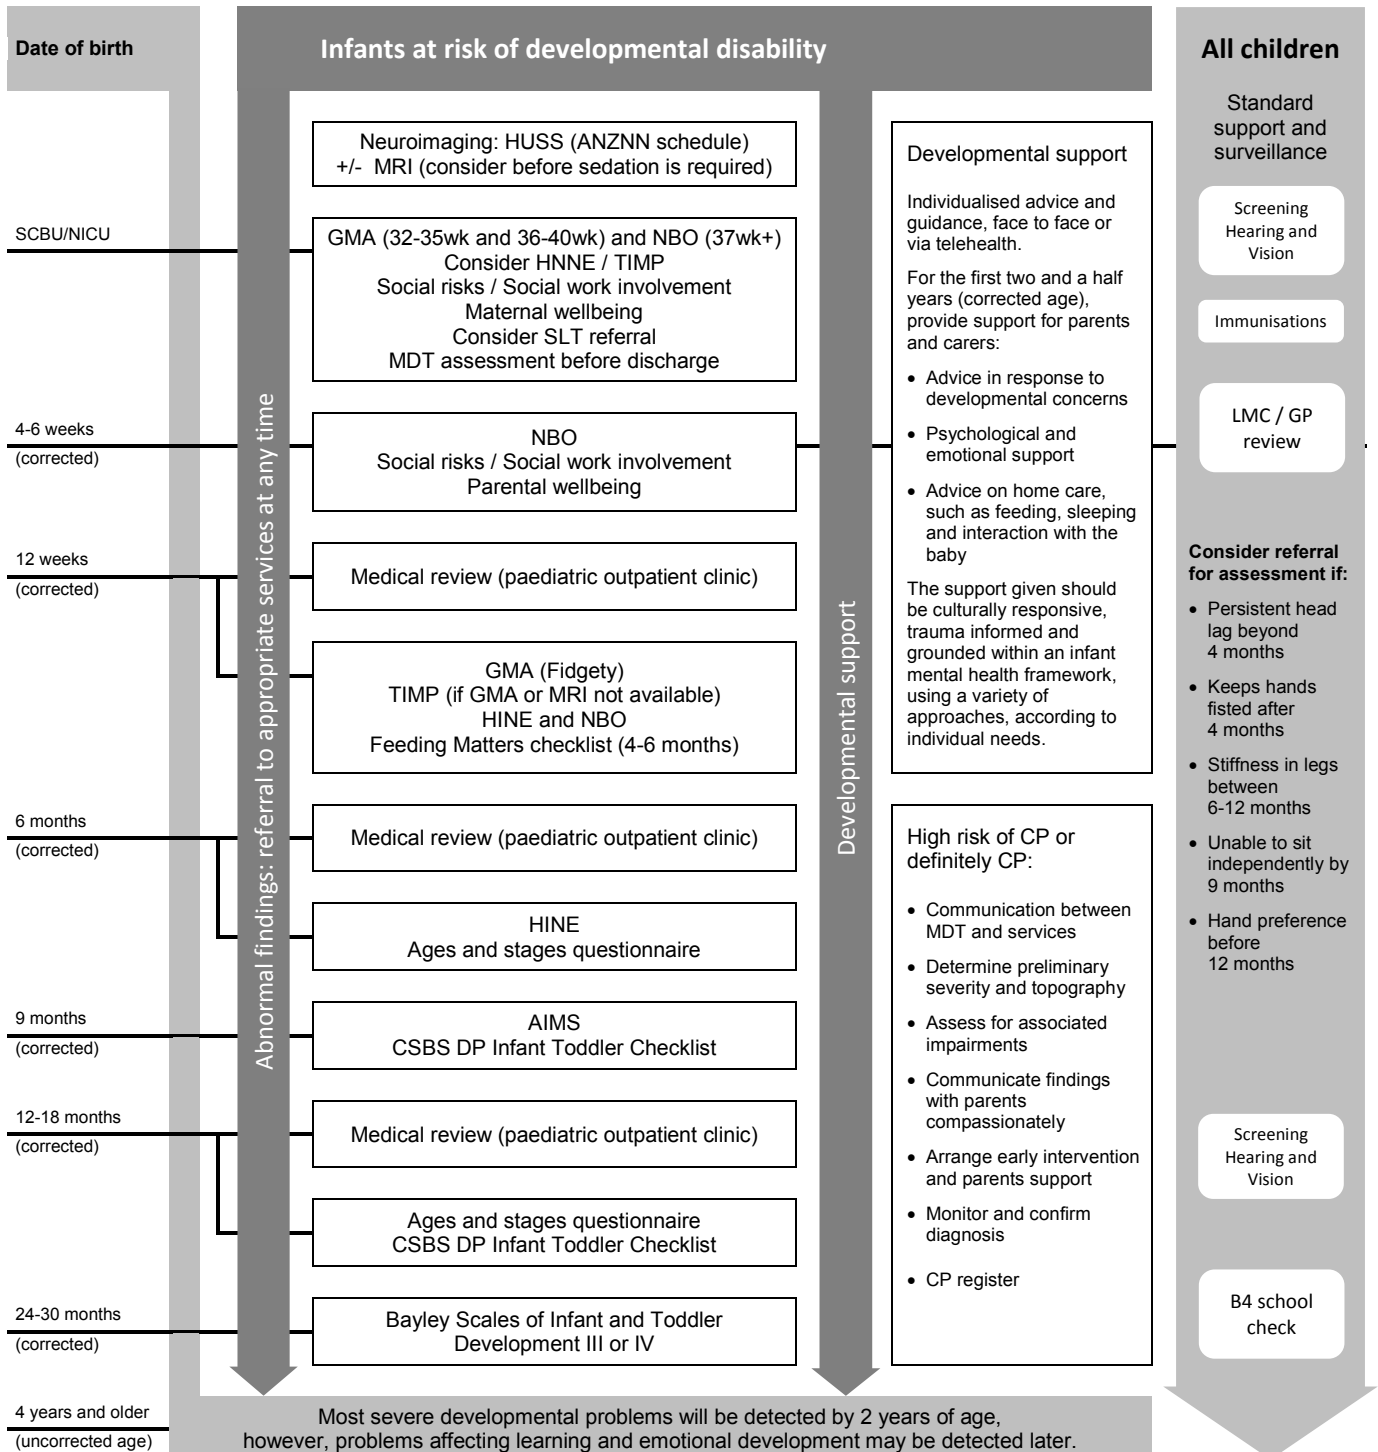 Date of birth
Infants at risk of developmental disability
All children
Standard
support and
surveillance
Screening
Hearing and
Vision
Immunisations
LMC / GP
review
Consider referral
for assessment if:
• Persistent head
lag beyond
4 months
• Keeps hands
fisted after
4 months
• Stiffness in legs
between
6-12 months
• Unable to sit
independently by
9 months
• Hand preference
before
12 months
Screening
Hearing and
Vision
B4 school
check
Abnormal findings: referral to appropriate services at any time
Neuroimaging: HUSS (ANZNN schedule)
+/- MRI (consider before sedation is required)
SCBU/NICU
GMA (32-35wk and 36-40wk) and NBO (37wk+)
Consider HNNE / TIMP
Social risks / Social work involvement
Maternal wellbeing
Consider SLT referral
MDT assessment before discharge
4-6 weeks
(corrected)
NBO
Social risks / Social work involvement
Parental wellbeing
12 weeks
(corrected)
Medical review (paediatric outpatient clinic)
GMA (Fidgety)
TIMP (if GMA or MRI not available)
HINE and NBO
Feeding Matters checklist (4-6 months)
6 months
(corrected)
Medical review (paediatric outpatient clinic)
HINE
Ages and stages questionnaire
9 months
(corrected)
AIMS
CSBS DP Infant Toddler Checklist
12-18 months
(corrected)
Medical review (paediatric outpatient clinic)
Ages and stages questionnaire
CSBS DP Infant Toddler Checklist
24-30 months
(corrected)
Bayley Scales of Infant and Toddler
Development III or IV
Developmental support
Developmental support
Individualised advice and
guidance, face to face or
via telehealth.
For the first two and a half
years (corrected age),
provide support for parents
and carers:
• Advice in response to
developmental concerns
• Psychological and
emotional support
• Advice on home care,
such as feeding, sleeping
and interaction with the
baby
The support given should
be culturally responsive,
trauma informed and
grounded within an infant
mental health framework,
using a variety of
approaches, according to
individual needs.
High risk of CP or
definitely CP:
• Communication between
MDT and services
• Determine preliminary
severity and topography
• Assess for associated
impairments
• Communicate findings
with parents
compassionately
• Arrange early intervention
and parents support
• Monitor and confirm
diagnosis
• CP register
4 years and older
(uncorrected age)
Most severe developmental problems will be detected by 2 years of age,
however, problems affecting learning and emotional development may be detected later.